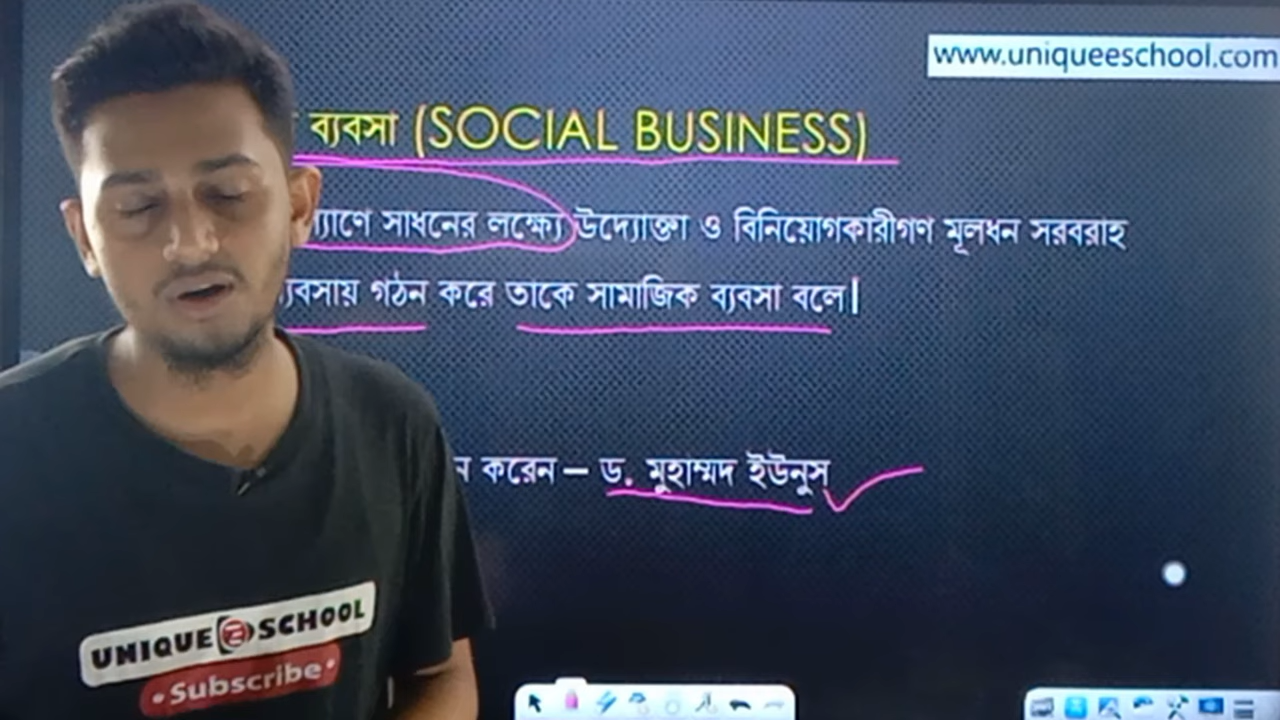 www.uniqueeschool.com
ব্যবসা (SOCIAL BUSINESS)
সাধনের লক্ষ্যে উদ্যোক্তা ও বিনিয়োগকারীগণ মূলধন সরবরাহ
গঠন করে তাকে সামাজিক ব্যবসা বলে|
করেন – ড. মুহাম্মদ ইউনুস
UNIQUE E SCHOOL
Subscribe